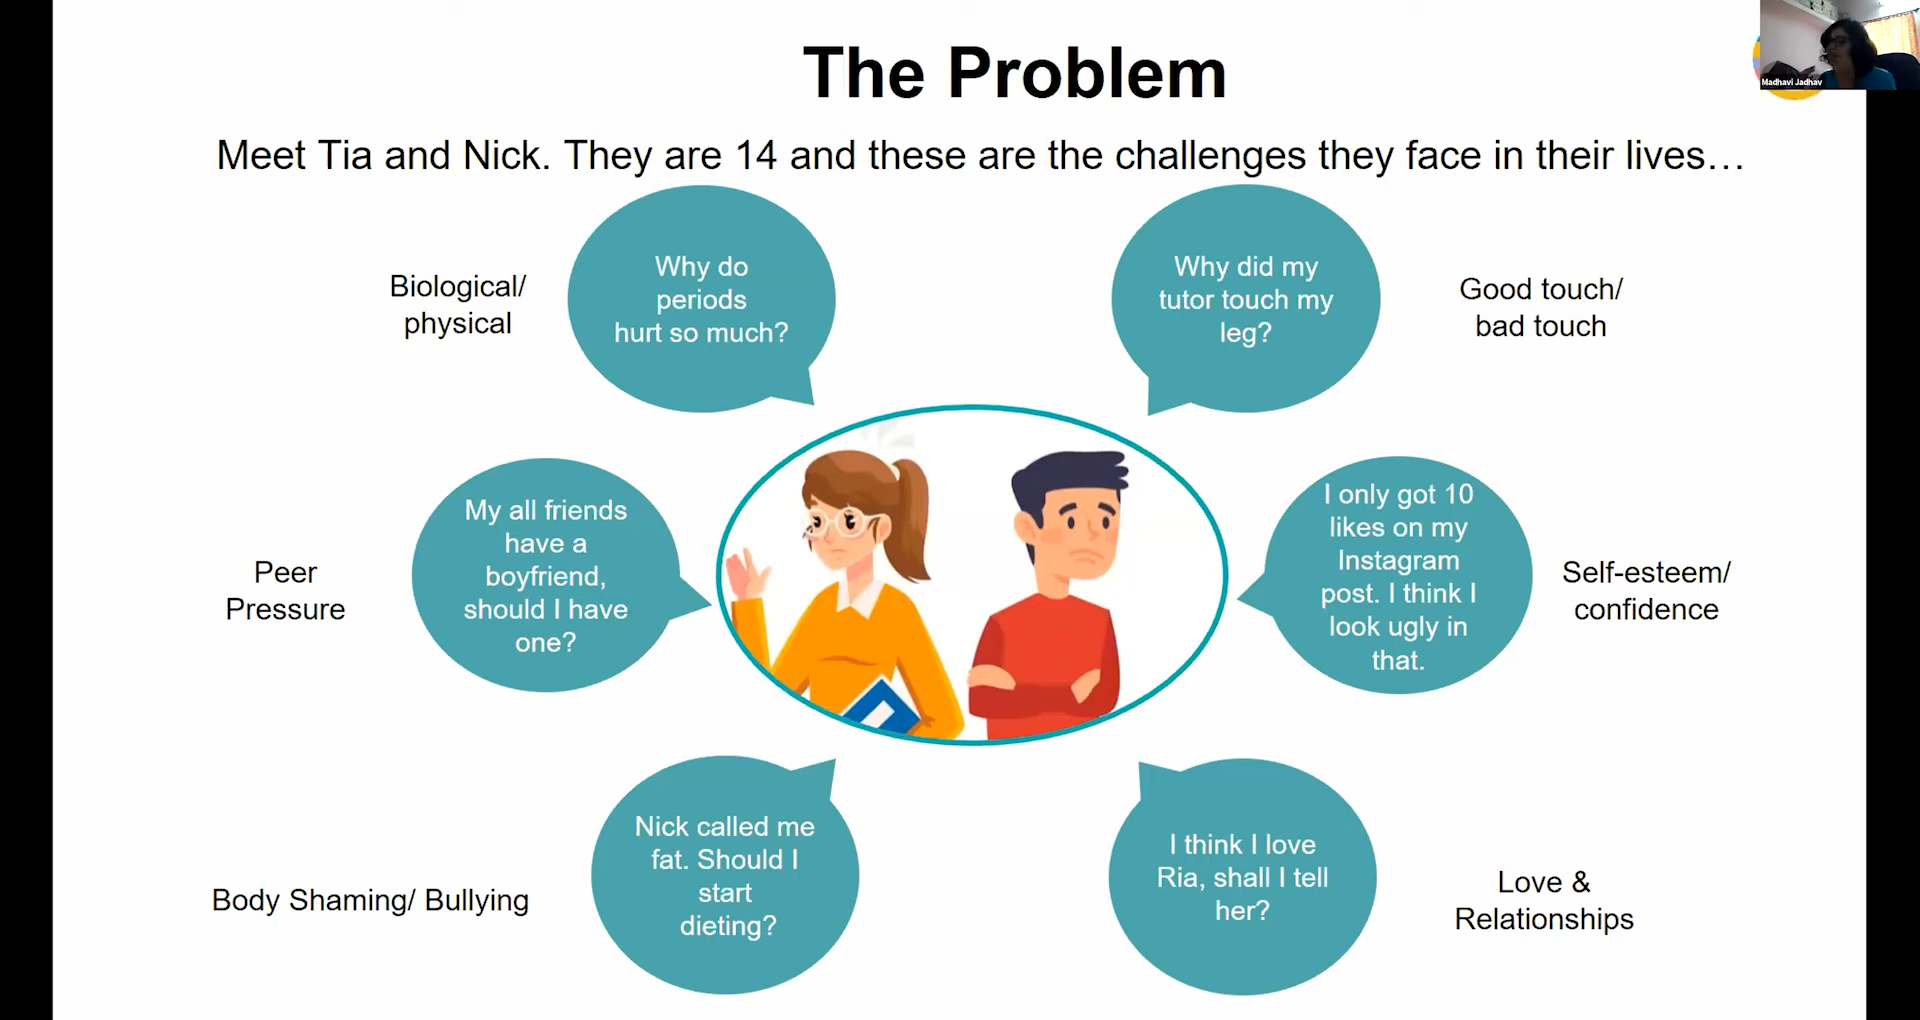 The Problem
Madhavi Jadhav
Meet Tia and Nick. They are 14 and these are the challenges they face in their lives…
Biological/
physical
Why do
periods
hurt so much?
Why did my
tutor touch my
leg?
Good touch/
bad touch
Peer
Pressure
My all friends
have a
boyfriend,
should I have
one?
I only got 10
likes on my
Instagram
post. I think I
look ugly in
that.
Self-esteem/
confidence
Body Shaming/ Bullying
Nick called me
fat. Should I
start
dieting?
I think I love
Ria, shall I tell
her?
Love &
Relationships